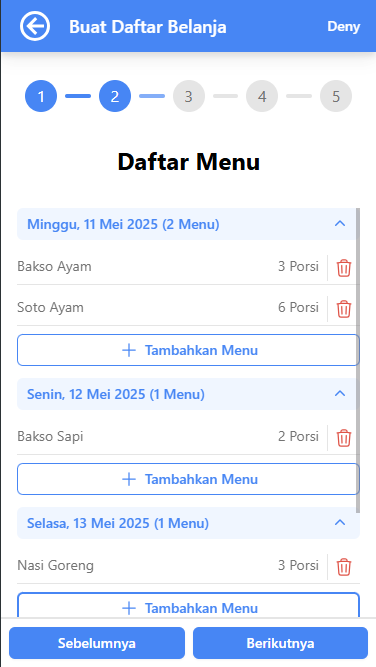 Buat Daftar Belanja Deny
1 2 3 4 5
Daftar Menu
Minggu, 11 Mei 2025 (2 Menu)
Bakso Ayam 3 Porsi
Soto Ayam 6 Porsi
Tambahkan Menu
Senin, 12 Mei 2025 (1 Menu)
Bakso Sapi 2 Porsi
Tambahkan Menu
Selasa, 13 Mei 2025 (1 Menu)
Nasi Goreng 3 Porsi
Tambahkan Menu
Sebelumnya Berikutnya